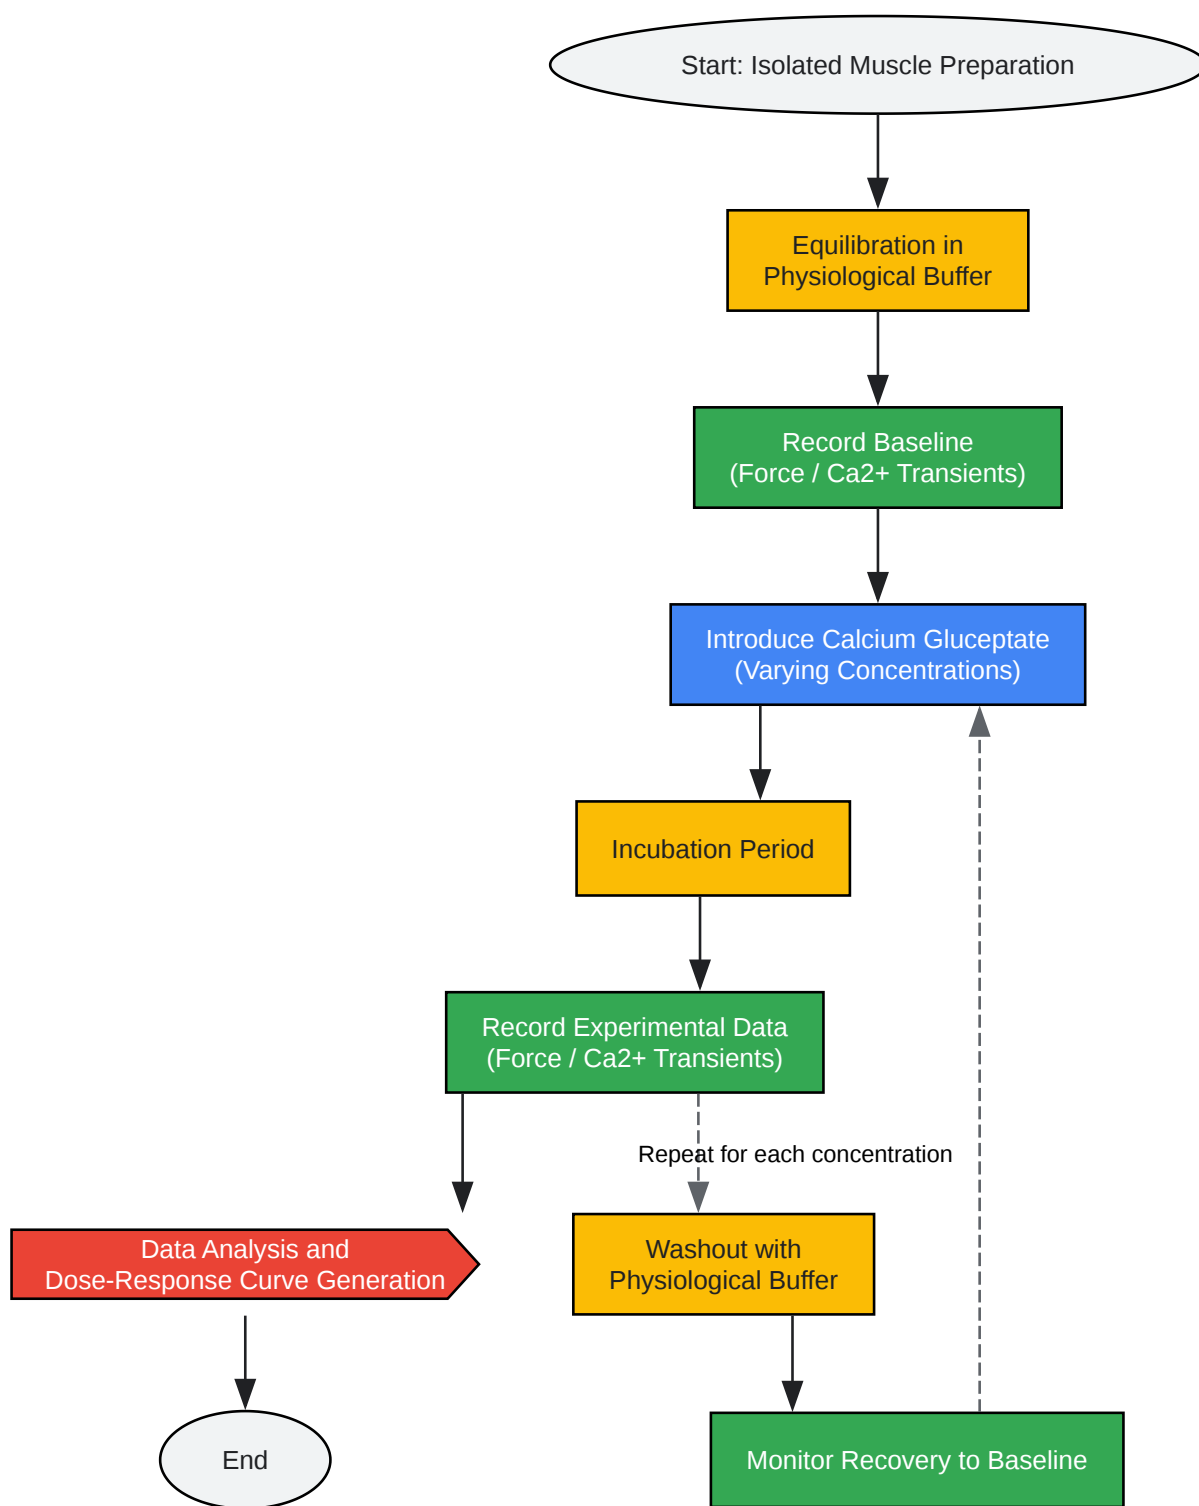 Start: Isolated Muscle Preparation
Equilibration in
Physiological Buffer
Record Baseline
(Force / Ca2+ Transients)
Introduce Calcium Gluceptate
(Varying Concentrations)
Incubation Period
Record Experimental Data
(Force / Ca2+ Transients)
Repeat for each concentration
Data Analysis and
Dose-Response Curve Generation
Washout with
Physiological Buffer
End
Monitor Recovery to Baseline